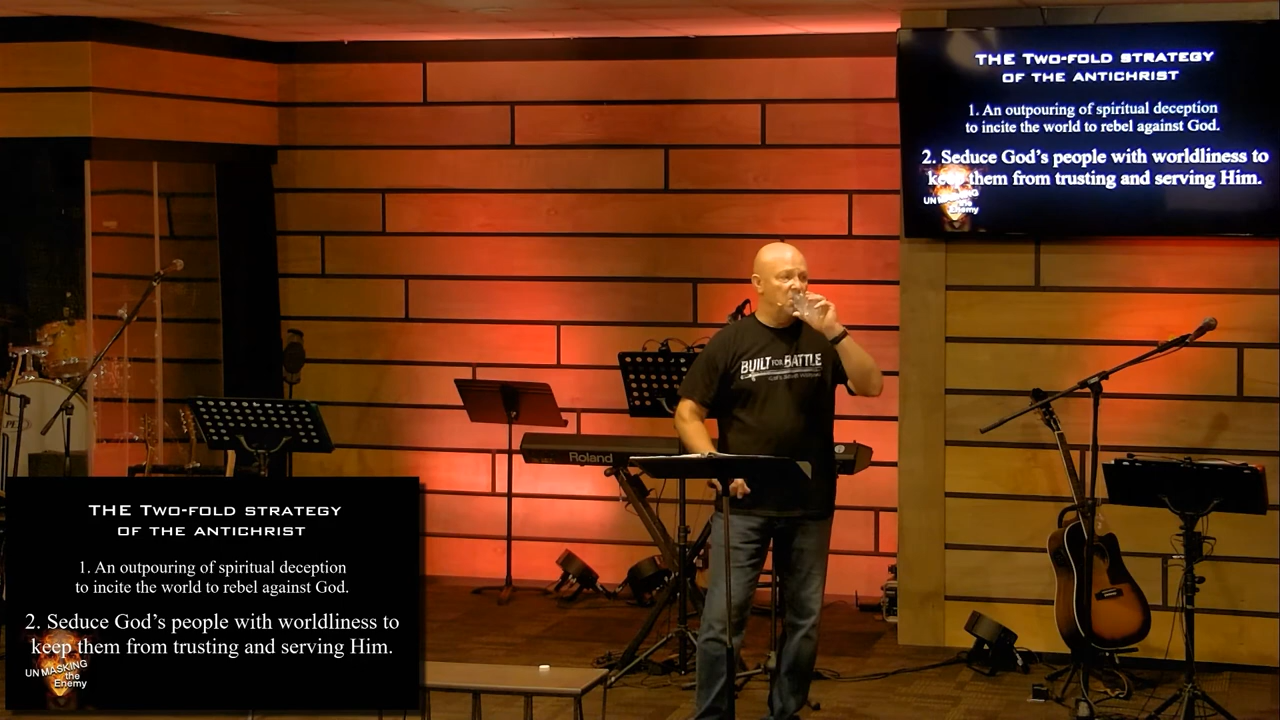 THE TWO-FOLD STRATEGY
OF THE ANTICHRIST
1. An outpouring of spiritual deception
to incite the world to rebel against God.
2. Seduce God's people with worldliness to
keep them from trusting and serving Him.
UNMASKING
the
Enemy
BUILT FOR BATTLE
Roland
THE TWO-FOLD STRATEGY
OF THE ANTICHRIST
1. An outpouring of spiritual deception
to incite the world to rebel against God.
2. Seduce God's people with worldliness to
keep them from trusting and serving Him.
UNMASKING
the
Enemy